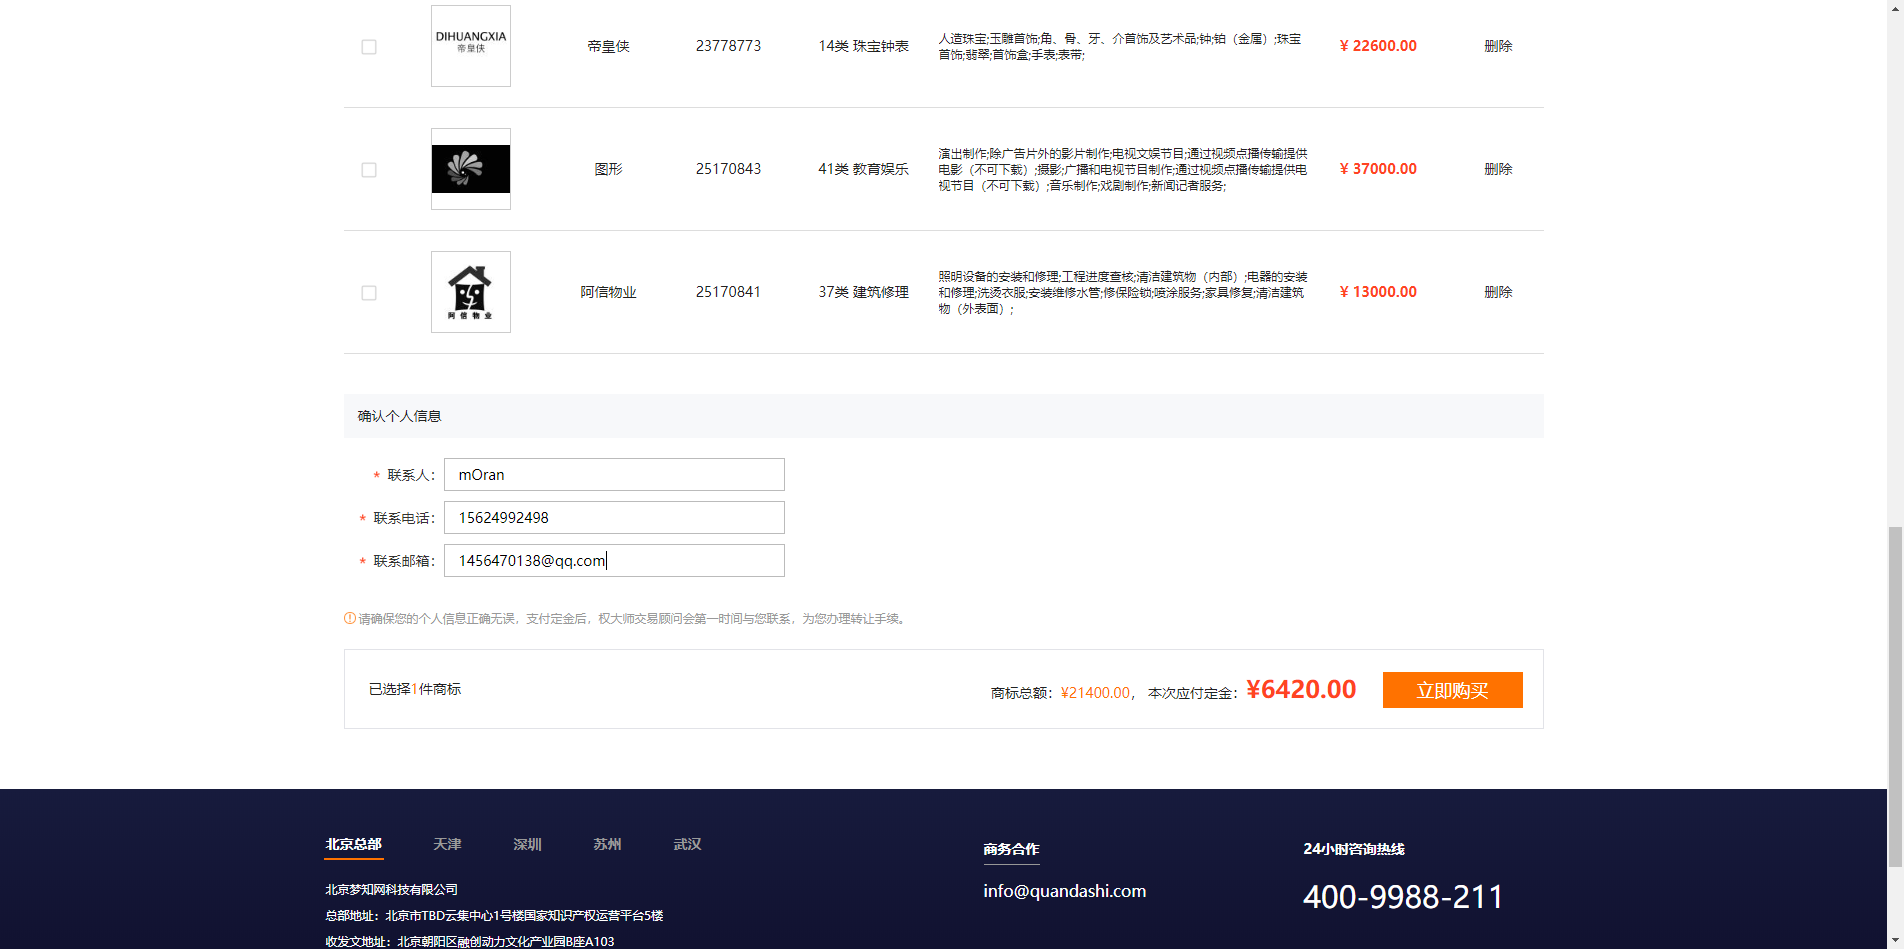 DIHUANGXIA
帝皇侠
帝皇侠
23778773
14类 珠宝钟表
人造珠宝;玉雕首饰;角、骨、牙、介首饰及艺术品;钟;铂（金属）;珠宝
首饰;翡翠;首饰盒;手表;表带;
¥ 22600.00
删除
图形
25170843
41类 教育娱乐
演出制作;除广告片外的影片制作;电视文娱节目;通过视频点播传输提供
电影（不可下载）;摄影;广播和电视节目制作;通过视频点播传输提供电
视节目（不可下载）;音乐制作;戏剧制作;新闻记者服务;
¥ 37000.00
删除
阿信物业
阿信物业
25170841
37类 建筑修理
照明设备的安装和修理;工程进度查核;清洁建筑物（内部）;电器的安装
和修理;洗烫衣服;安装维修水管;修保险锁;喷涂服务;家具修复;清洁建筑
物（外表面）;
¥ 13000.00
删除
确认个人信息
* 联系人： mOran
* 联系电话： 15624992498
* 联系邮箱： 1456470138@qq.com
请确保您的个人信息正确无误，支付定金后，权大师交易顾问会第一时间与您联系，为您办理转让手续。
已选择1件商标
商标总额：¥21400.00， 本次应付定金：¥6420.00
立即购买
北京总部 天津 深圳 苏州 武汉
北京梦知网科技有限公司
总部地址：北京市TBD云集中心1号楼国家知识产权运营平台5楼
收发文地址：北京朝阳区融创动力文化产业园B座A103
商务合作
info@quandashi.com
24小时咨询热线
400-9988-211